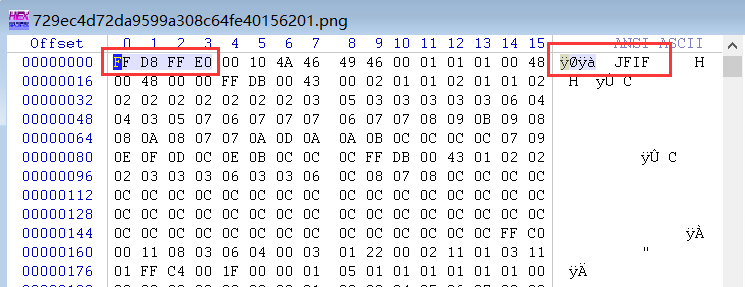 HEX
729ec4d72da9599a308c64fe40156201.png
Offset 0 1 2 3 4 5 6 7 8 9 10 11 12 13 14 15 ANSI ASCII
00000000 FF D8 FF E0 00 10 4A 46 49 46 00 01 01 01 00 48 ÿØÿà JFIF H
00000016 00 48 00 00 FF DB 00 43 00 02 01 01 01 01 01 02 H ÿÛ C
00000032 02 02 02 02 02 02 02 03 05 03 03 03 03 03 06 04
00000048 04 03 05 07 06 07 07 07 06 07 07 08 09 0B 09 08
00000064 08 0A 08 07 07 0A 0D 0A 0A 0B 0C 0C 0C 0C 07 09
00000080 0E 0F 0D 0C 0E 0B 0C 0C 0C FF DB 00 43 01 02 02 ÿÛ C
00000096 02 03 03 03 06 03 03 06 0C 08 07 08 0C 0C 0C 0C
00000112 0C 0C 0C 0C 0C 0C 0C 0C 0C 0C 0C 0C 0C 0C 0C 0C
00000128 0C 0C 0C 0C 0C 0C 0C 0C 0C 0C 0C 0C 0C 0C 0C 0C
00000144 0C 0C 0C 0C 0C 0C 0C 0C 0C 0C 0C 0C 0C 0C FF C0 ÿÀ
00000160 00 11 08 03 06 04 00 03 01 22 00 02 11 01 03 11 "
00000176 01 FF C4 00 1F 00 00 01 05 01 01 01 01 01 01 00 ÿÄ